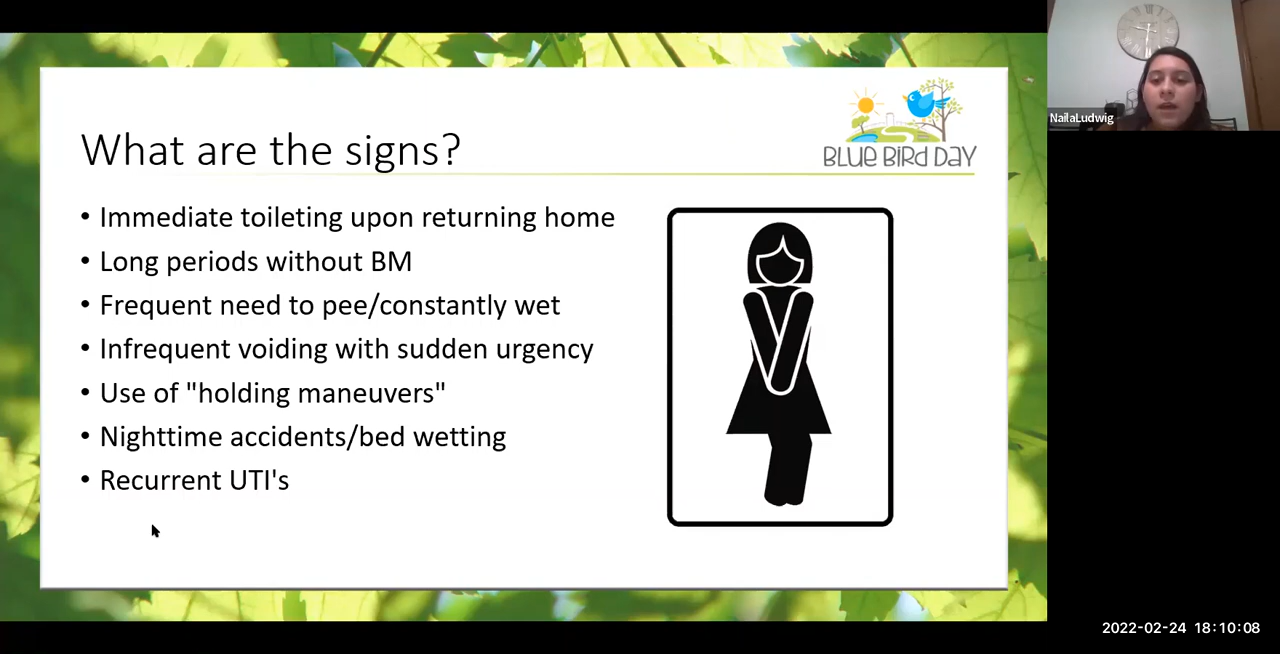 What are the signs?
BLUE BIRD DAY
• Immediate toileting upon returning home
• Long periods without BM
• Frequent need to pee/constantly wet
• Infrequent voiding with sudden urgency
• Use of "holding maneuvers"
• Nighttime accidents/bed wetting
• Recurrent UTI's
NailaLudwig
2022-02-24 18:10:08